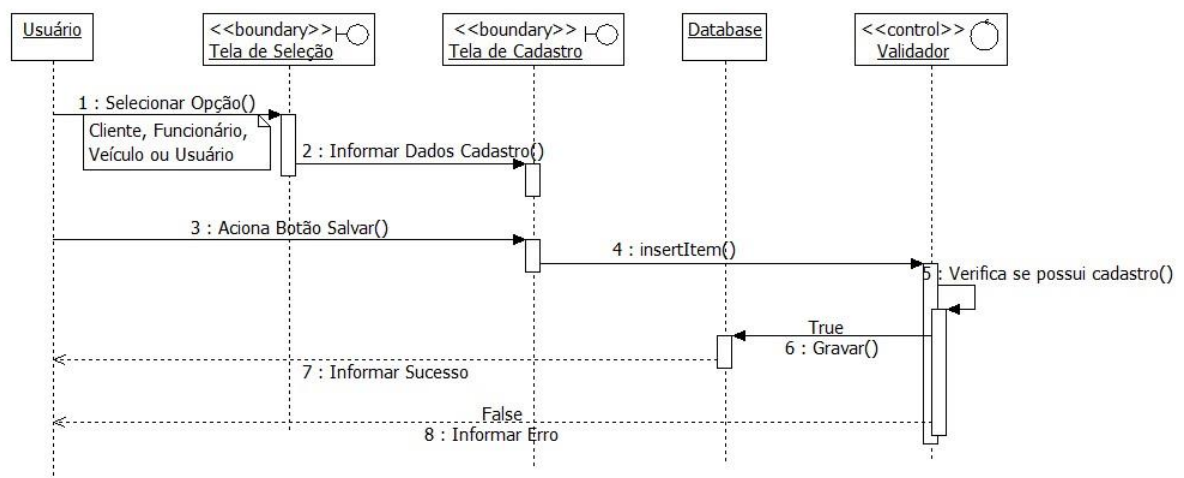 Usuário
<<boundary>>
Tela de Seleção
<<boundary>>
Tela de Cadastro
Database
<<control>>
Validador
1 : Selecionar Opção()
Cliente, Funcionário,
Veículo ou Usuário
2 : Informar Dados Cadastro()
3 : Aciona Botão Salvar()
4 : insertItem()
5 : Verifica se possui cadastro()
True
6 : Gravar()
7 : Informar Sucesso
False
8 : Informar Erro